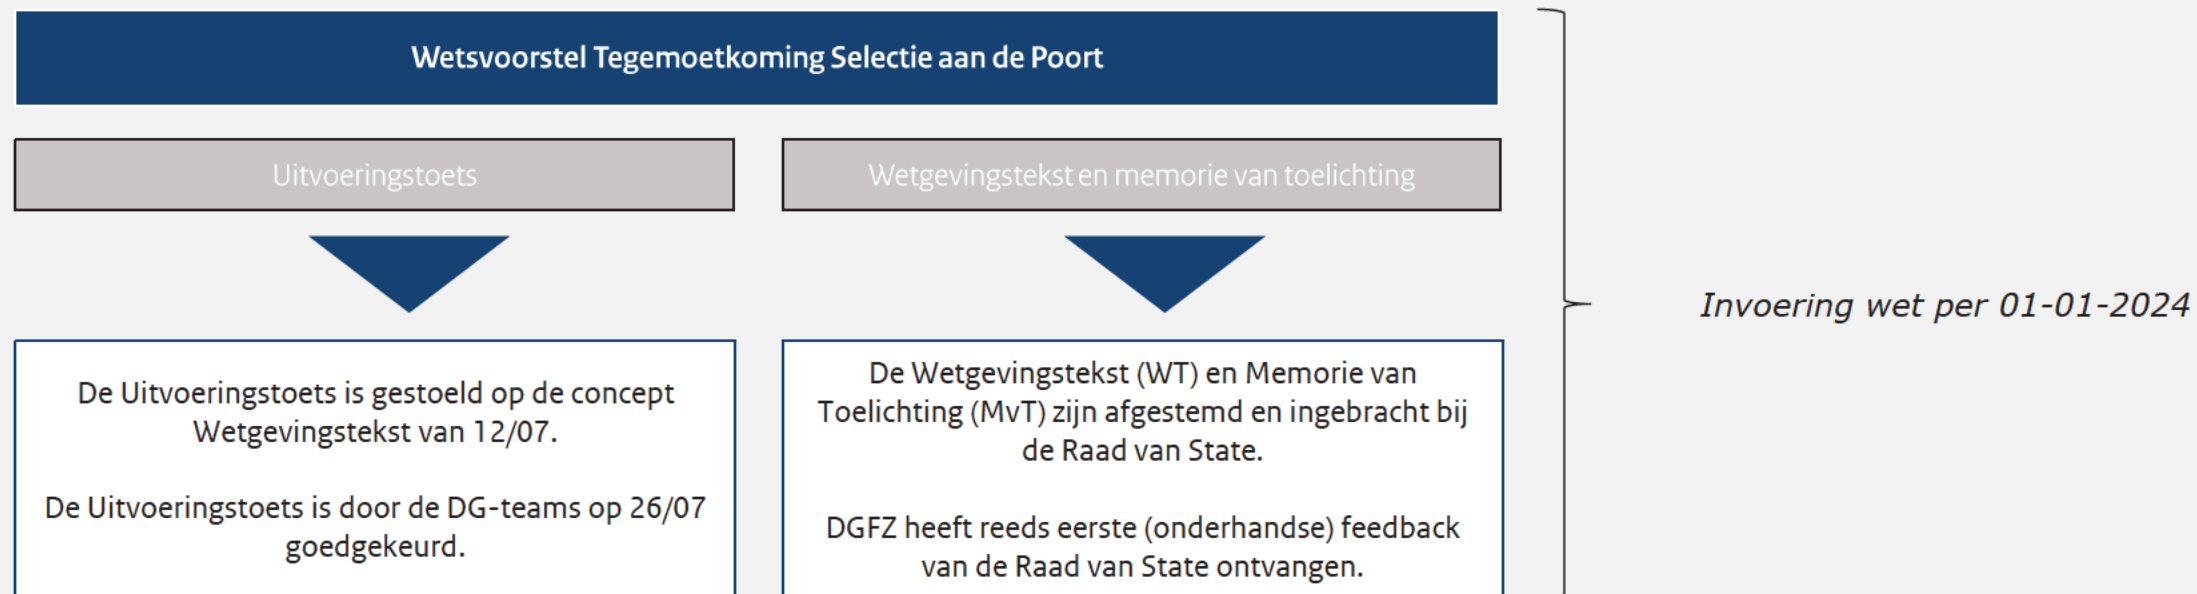 Wetsvoorstel Tegemoetkoming Selectie aan de Poort
Uitvoeringstoets
Wetgevingstekst en memorie van toelichting
De Uitvoeringstoets is gestoeld op de concept
Wetgevingstekst van 12/07.
De Uitvoeringstoets is door de DG-teams op 26/07
goedgekeurd.
De Wetgevingstekst (WT) en Memorie van
Toelichting (MvT) zijn afgestemd en ingebracht bij
de Raad van State.
DGFZ heeft reeds eerste (onderhandse) feedback
van de Raad van State ontvangen.
Invoering wet per 01-01-2024